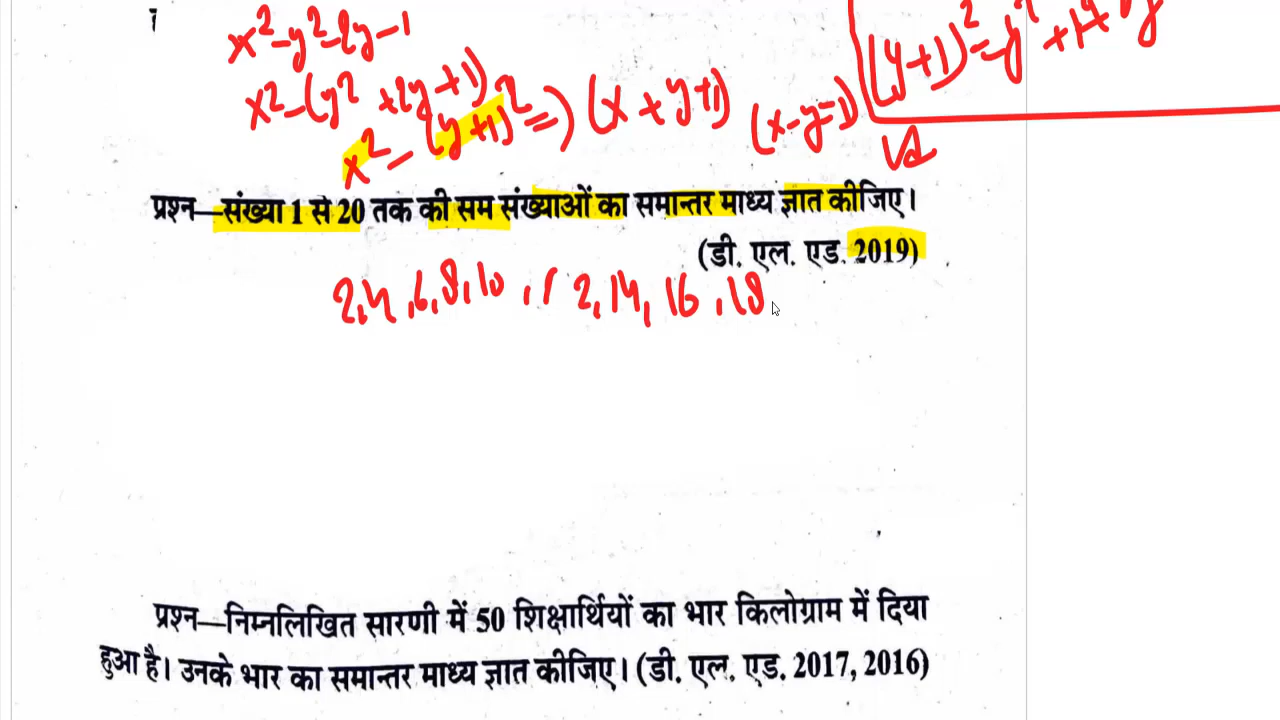 x²-y²-2y-1
x²-(y²+2y+1)
x²-(y+1)² => (x+y+1) (x-y-1)
प्रश्न—संख्या 1 से 20 तक की सम संख्याओं का समान्तर माध्य ज्ञात कीजिए।
(डी. एल. एड. 2019)
2,4,6,8,10,12,14,16,18
प्रश्न—निम्नलिखित सारणी में 50 शिक्षार्थियों का भार किलोग्राम में दिया
हुआ है। उनके भार का समान्तर माध्य ज्ञात कीजिए। (डी. एल. एड. 2017, 2016)